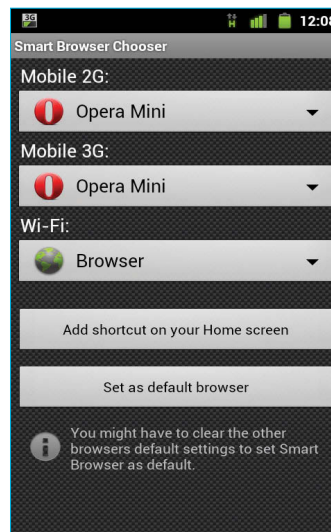 3G
H
12:08
Smart Browser Chooser
Mobile 2G:
Opera Mini
Mobile 3G:
Opera Mini
Wi-Fi:
Browser
Add shortcut on your Home screen
Set as default browser
You might have to clear the other
browsers default settings to set Smart
Browser as default.